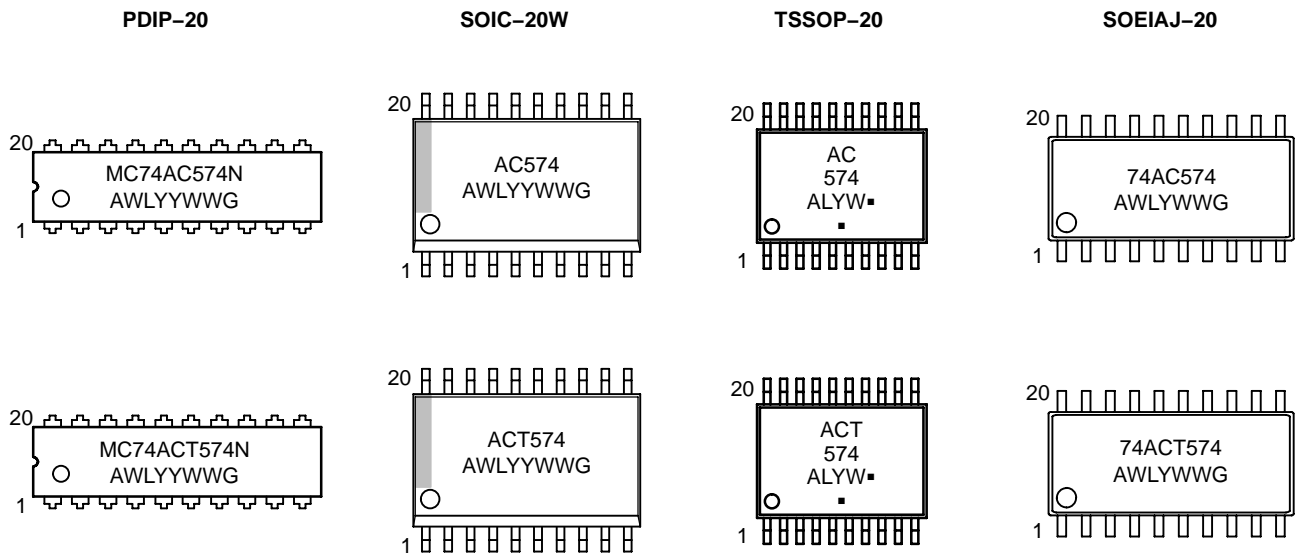 PDIP–20
SOIC–20W
TSSOP–20
SOEIAJ–20
20
MC74AC574N
AWLYYWWG
1
20
AC574
AWLYYWWG
1
20
AC
574
ALYW▪
▪
1
20
74AC574
AWLYWWG
1
20
MC74ACT574N
AWLYYWWG
1
20
ACT574
AWLYYWWG
1
20
ACT
574
ALYW▪
▪
1
20
74ACT574
AWLYWWG
1